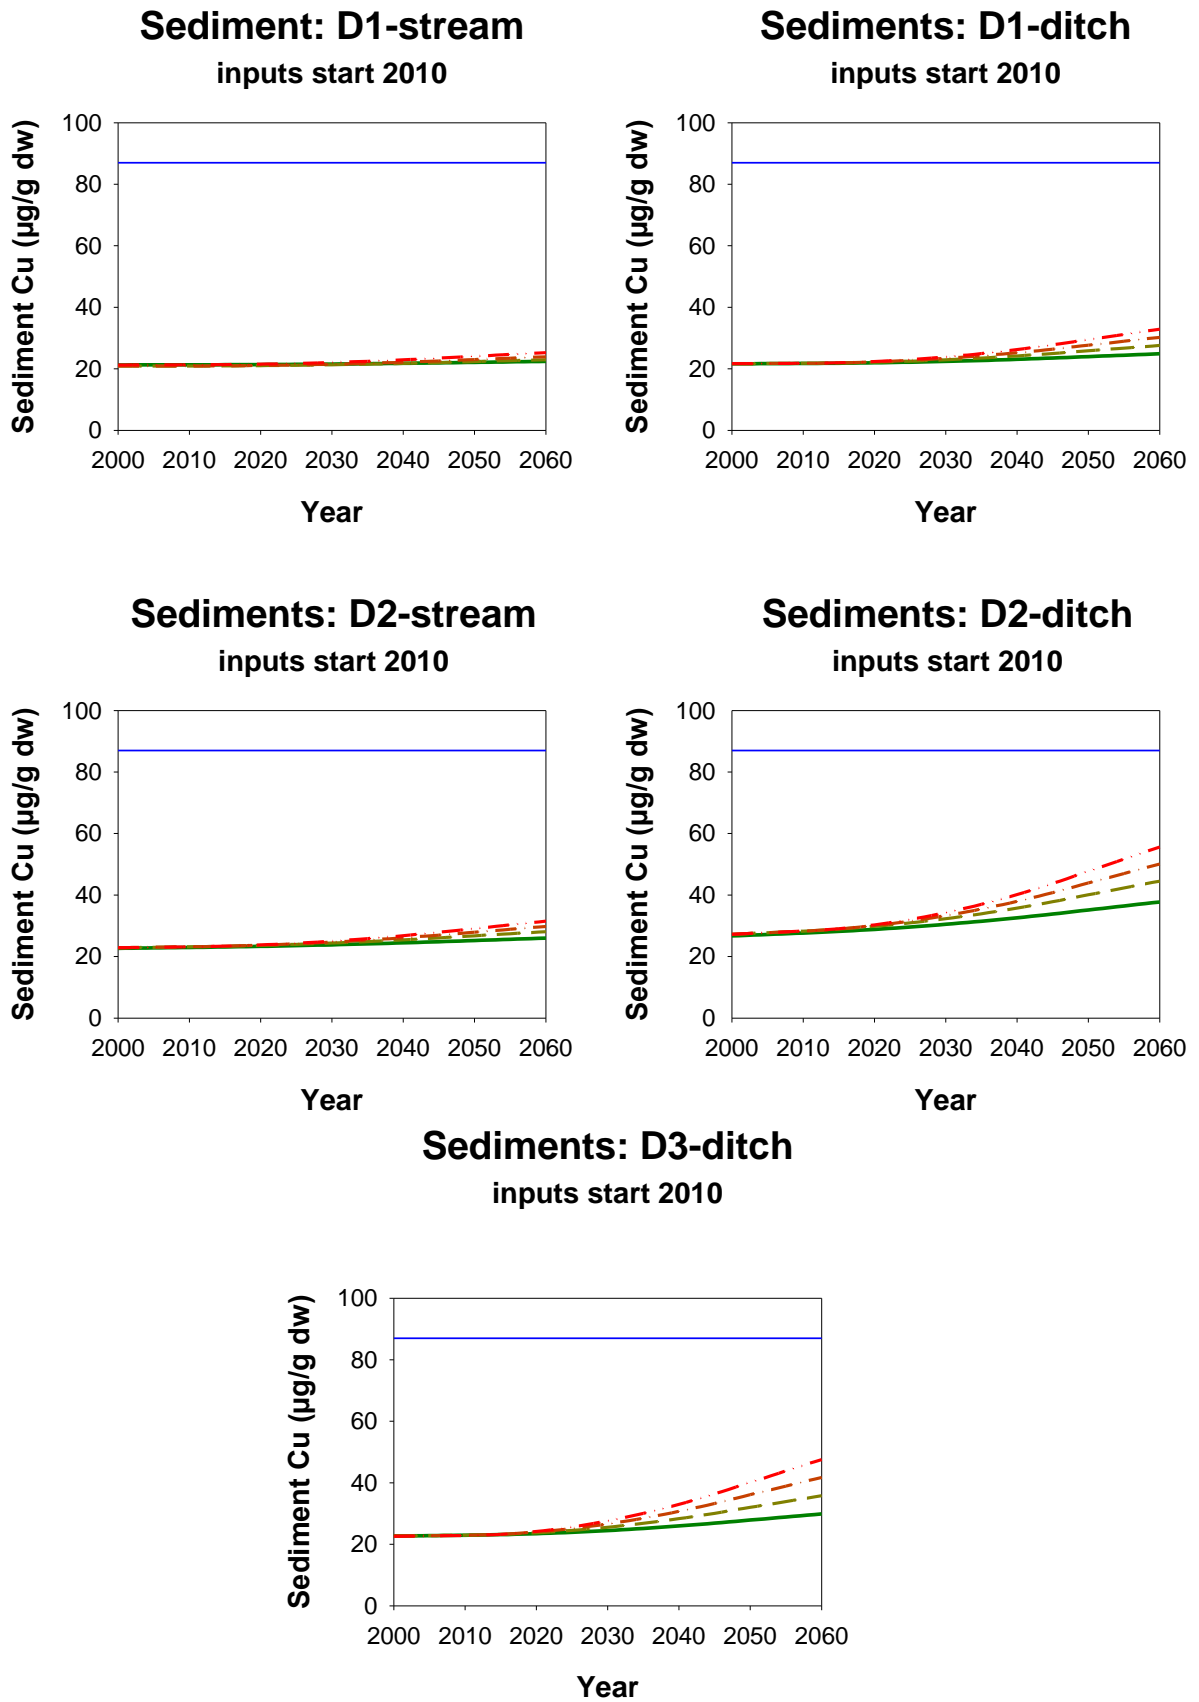 Sediment: D1-stream
inputs start 2010
Sediment Cu (µg/g dw)
100
80
60
40
20
0
2000 2010 2020 2030 2040 2050 2060
Year
Sediments: D1-ditch
inputs start 2010
Sediment Cu (µg/g dw)
100
80
60
40
20
0
2000 2010 2020 2030 2040 2050 2060
Year
Sediments: D2-stream
inputs start 2010
Sediment Cu (µg/g dw)
100
80
60
40
20
0
2000 2010 2020 2030 2040 2050 2060
Year
Sediments: D2-ditch
inputs start 2010
Sediment Cu (µg/g dw)
100
80
60
40
20
0
2000 2010 2020 2030 2040 2050 2060
Year
Sediments: D3-ditch
inputs start 2010
Sediment Cu (µg/g dw)
100
80
60
40
20
0
2000 2010 2020 2030 2040 2050 2060
Year